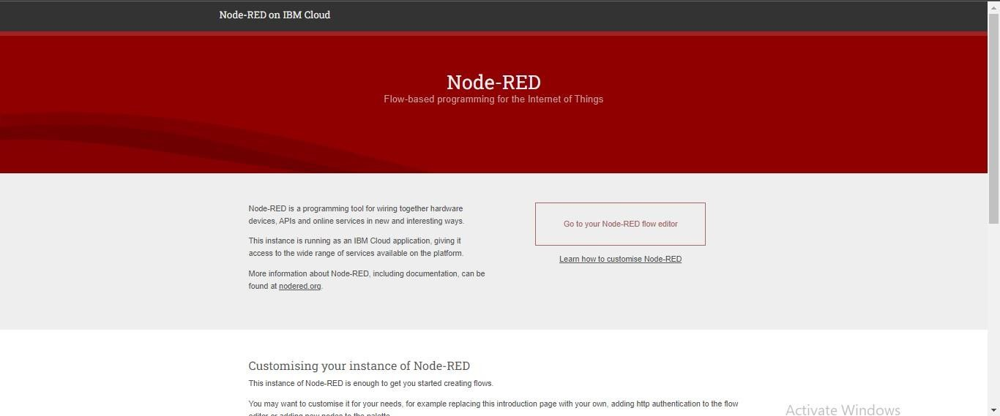 Node-RED on IBM Cloud
Node-RED
Flow-based programming for the Internet of Things
Node-RED is a programming tool for wiring together hardware
devices, APIs and online services in new and interesting ways.
This instance is running as an IBM Cloud application, giving it
access to the wide range of services available on the platform.
More information about Node-RED, including documentation, can be
found at nodered.org.
Go to your Node-RED flow editor
Learn how to customise Node-RED
Customising your instance of Node-RED
This instance of Node-RED is enough to get you started creating flows.
You may want to customise it for your needs, for example replacing this introduction page with your own, adding http authentication to the flow
editor or adding new nodes to the palette.
Activate Windows